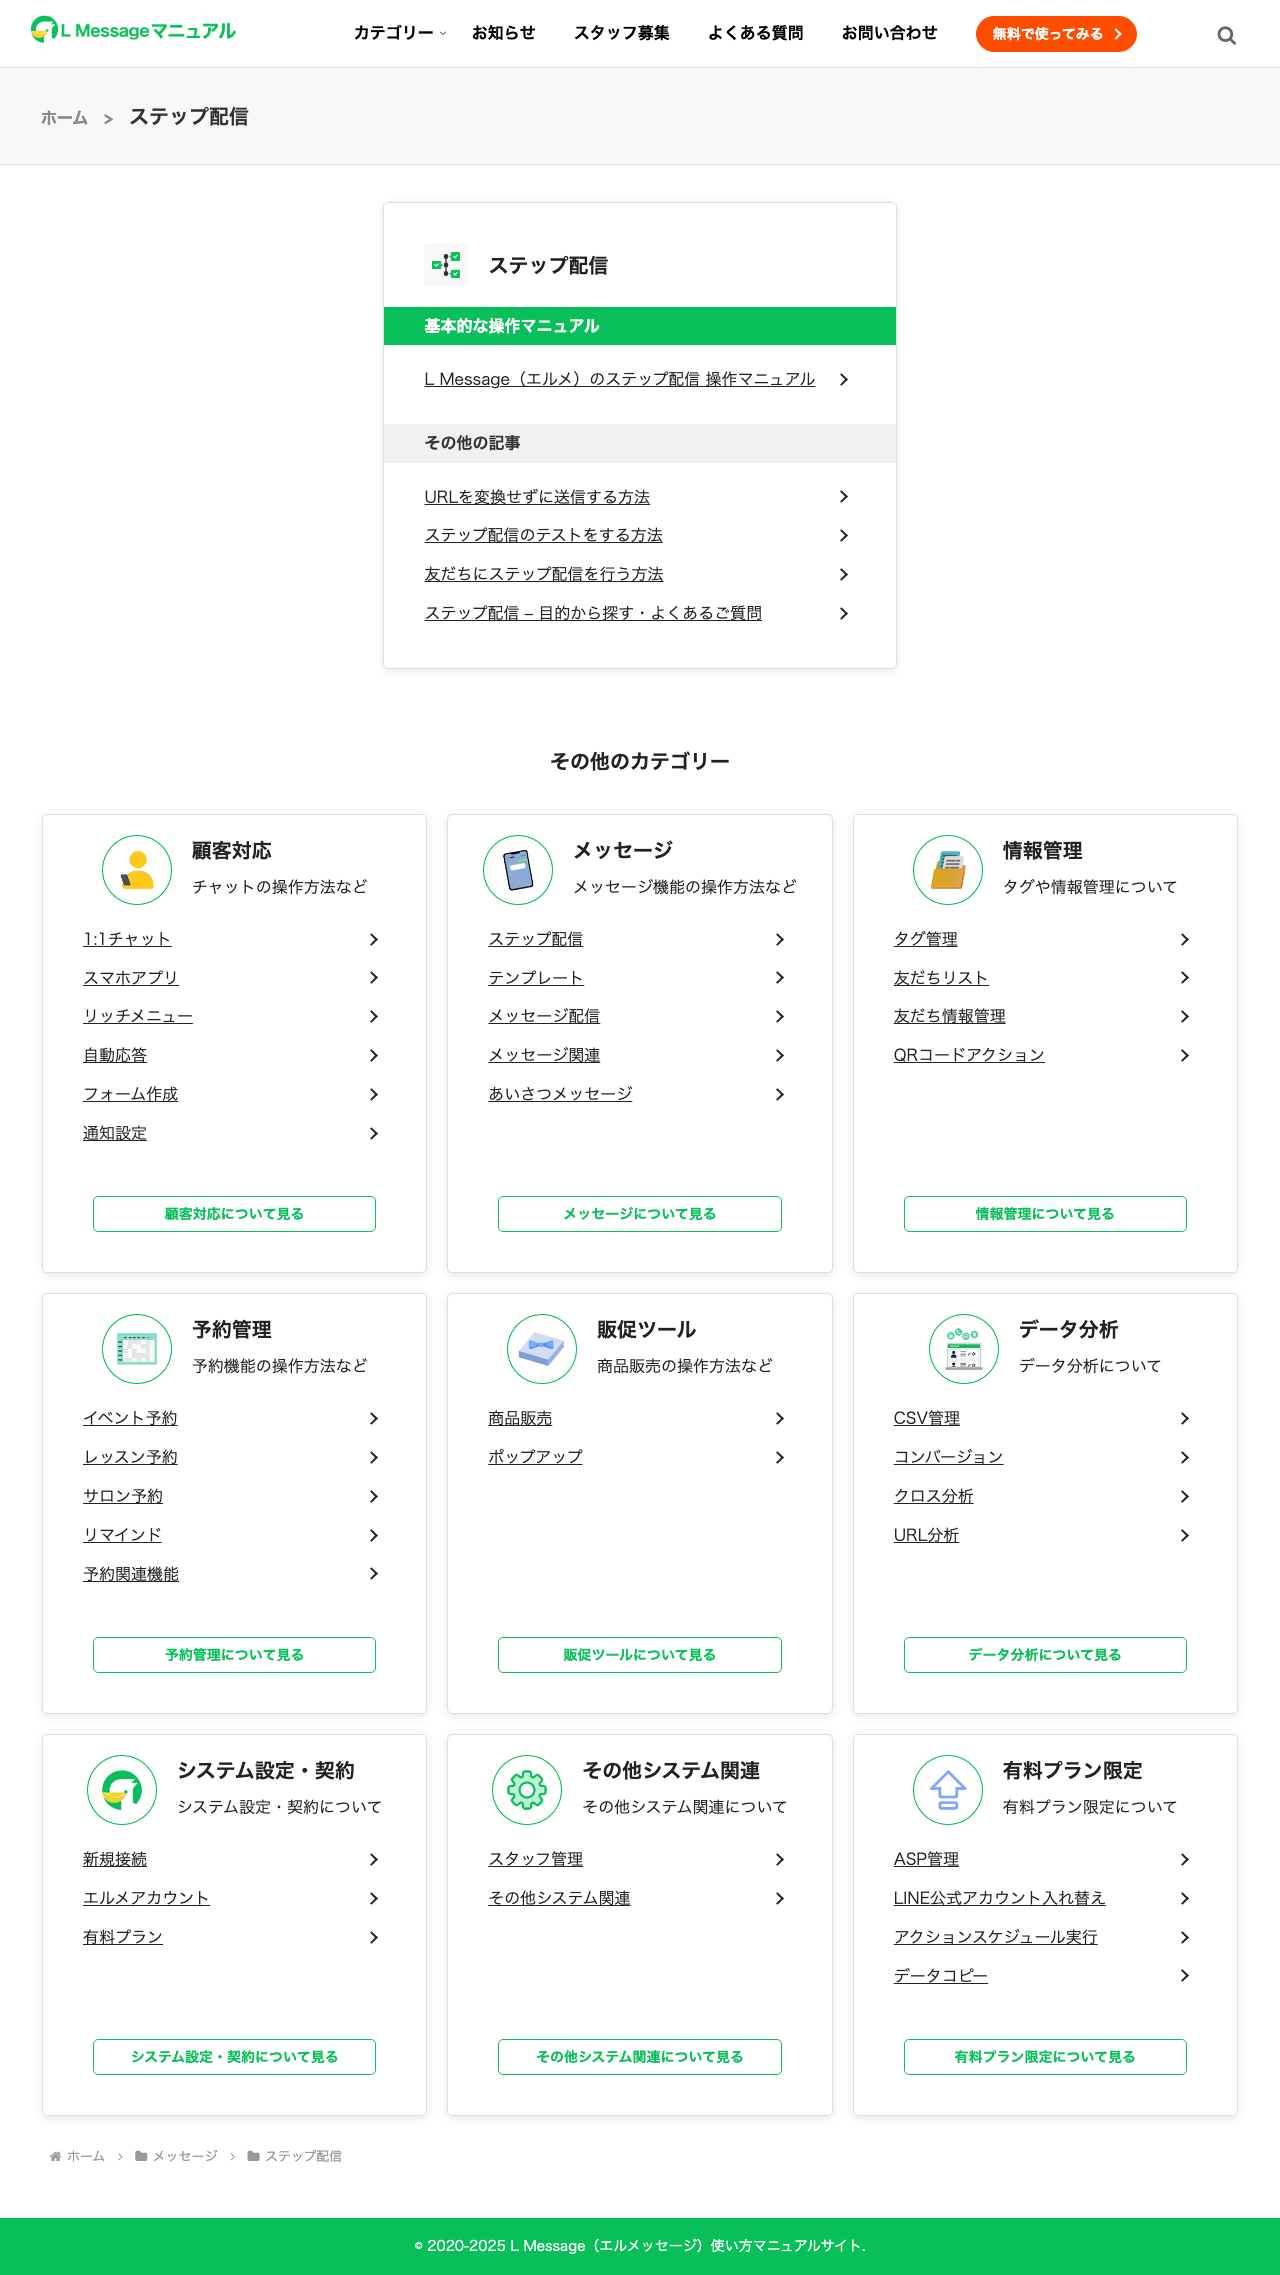 L Messageマニュアル
カテゴリー お知らせ スタッフ募集 よくある質問 お問い合わせ 無料で使ってみる
ホーム > ステップ配信
ステップ配信
基本的な操作マニュアル
L Message（エルメ）のステップ配信 操作マニュアル
その他の記事
URLを変換せずに送信する方法
ステップ配信のテストをする方法
友だちにステップ配信を行う方法
ステップ配信 – 目的から探す・よくあるご質問
その他のカテゴリー
顧客対応
チャットの操作方法など
1:1チャット
スマホアプリ
リッチメニュー
自動応答
フォーム作成
通知設定
顧客対応について見る
メッセージ
メッセージ機能の操作方法など
ステップ配信
テンプレート
メッセージ配信
メッセージ関連
あいさつメッセージ
メッセージについて見る
情報管理
タグや情報管理について
タグ管理
友だちリスト
友だち情報管理
QRコードアクション
情報管理について見る
予約管理
予約機能の操作方法など
イベント予約
レッスン予約
サロン予約
リマインド
予約関連機能
予約管理について見る
販促ツール
商品販売の操作方法など
商品販売
ポップアップ
販促ツールについて見る
データ分析
データ分析について
CSV管理
コンバージョン
クロス分析
URL分析
データ分析について見る
システム設定・契約
システム設定・契約について
新規接続
エルメアカウント
有料プラン
システム設定・契約について見る
その他システム関連
その他システム関連について
スタッフ管理
その他システム関連
その他システム関連について見る
有料プラン限定
有料プラン限定について
ASP管理
LINE公式アカウント入れ替え
アクションスケジュール実行
データコピー
有料プラン限定について見る
ホーム メッセージ ステップ配信
© 2020-2025 L Message（エルメッセージ）使い方マニュアルサイト.